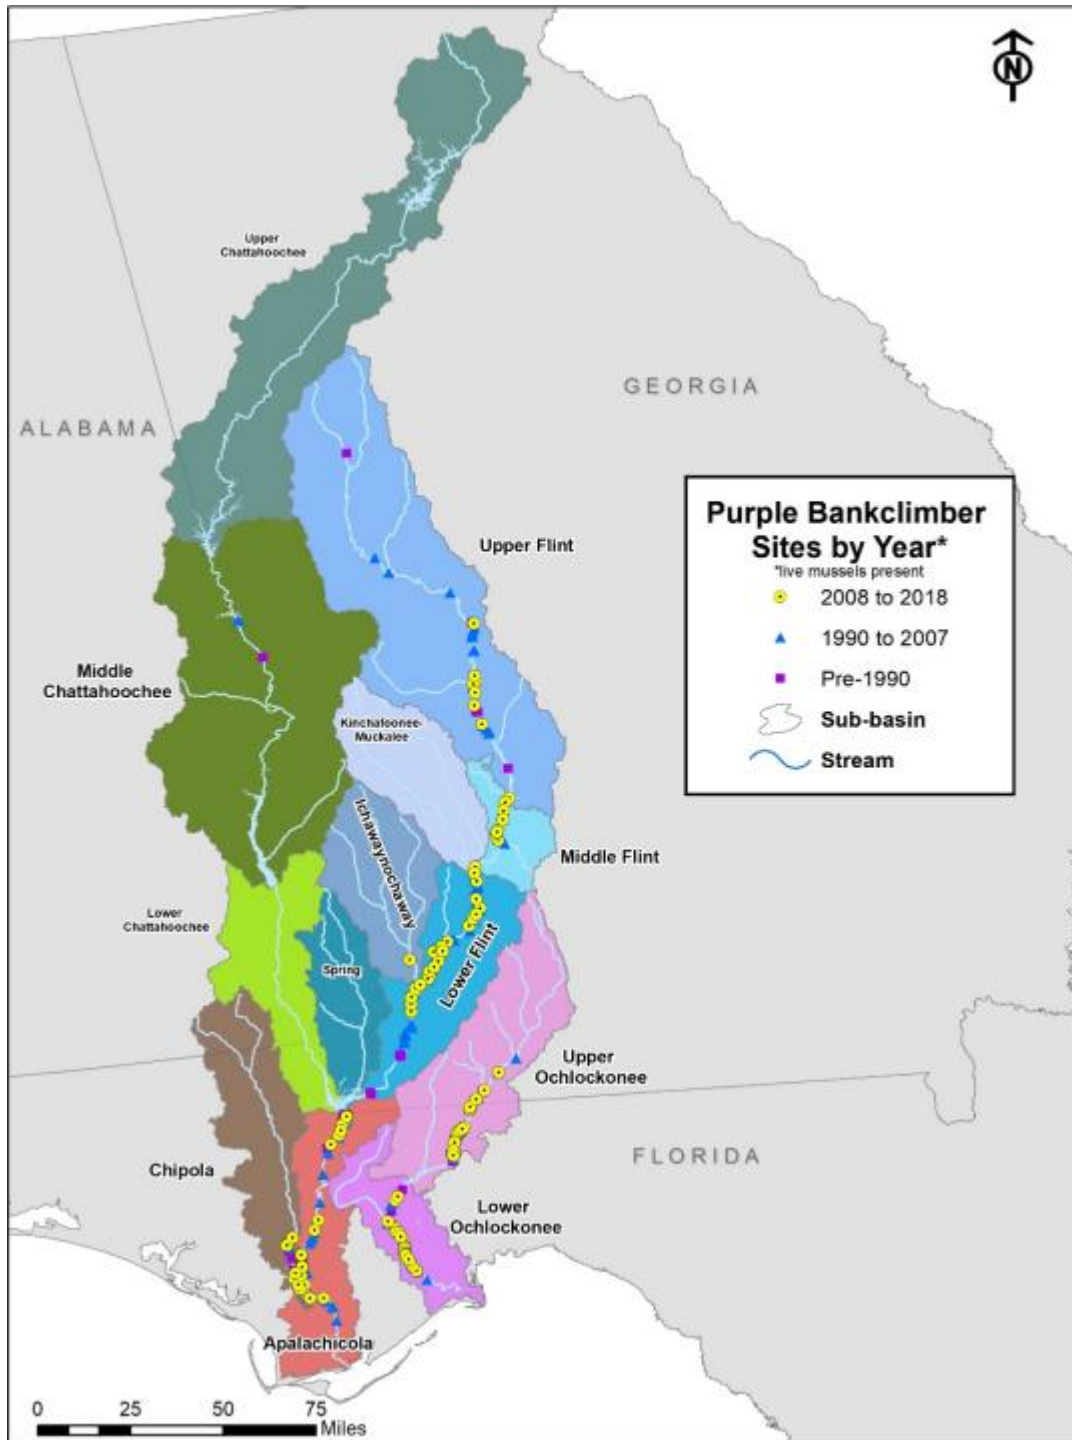 N
Upper
Chattahoochee
GEORGIA
ALABAMA
Purple Bankclimber
Sites by Year*
*live mussels present
2008 to 2018
1990 to 2007
Pre-1990
Sub-basin
Stream
Upper Flint
Middle
Chattahoochee
Kinchafoonee-
Muckalee
Ichawaynochaway
Middle Flint
Lower
Chattahoochee
Spring
Lower Flint
Upper
Ochlockonee
Chipola
FLORIDA
Lower
Ochlockonee
Apalachicola
0 25 50 75
Miles